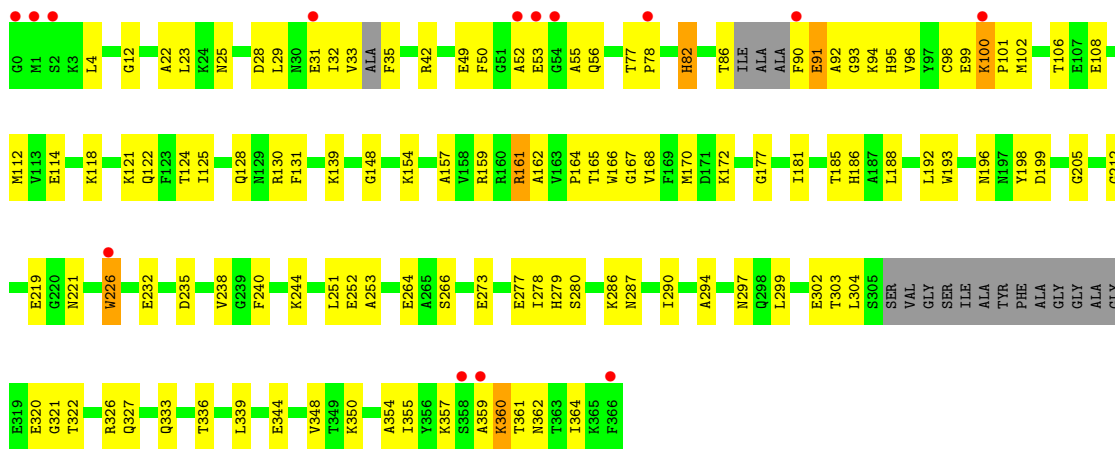 G0 M1 S2 K3 L4 G12 A22 L23 K24 N25 D28 L29 N30 E31 I32 V33 ALA F35 R42 E49 F50 G51 A52 E53 G54 A55 Q56 T77 P78 H82 T86 ILE ALA ALA F90 E91 A92 G93 K94 H95 V96 Y97 C98 E99 K100 P101 M102 T106 E107 E108
M112 V113 E114 K118 K121 Q122 F123 T124 I125 Q128 N129 R130 F131 K139 G148 K154 A157 V158 R159 R160 R161 A162 V163 P164 T165 W166 G167 V168 F169 M170 D171 K172 G177 I181 T185 H186 A187 L188 L192 W193 N196 N197 Y198 D199 G205
E219 G220 N221 W226 E232 D235 V238 G239 F240 K244 L251 E252 A253 E264 A265 S266 E273 E277 I278 H279 S280 K286 N287 I290 A294 N297 Q298 L299 E302 T303 L304 S305 SER VAL GLY SER ILE ALA TYR PHE ALA GLY GLY ALA GLY
E319 E320 G321 T322 R326 Q327 Q333 T336 L339 E344 V348 T349 K350 A354 I355 Y356 K357 S358 A359 K360 T361 N362 T363 I364 K365 F366